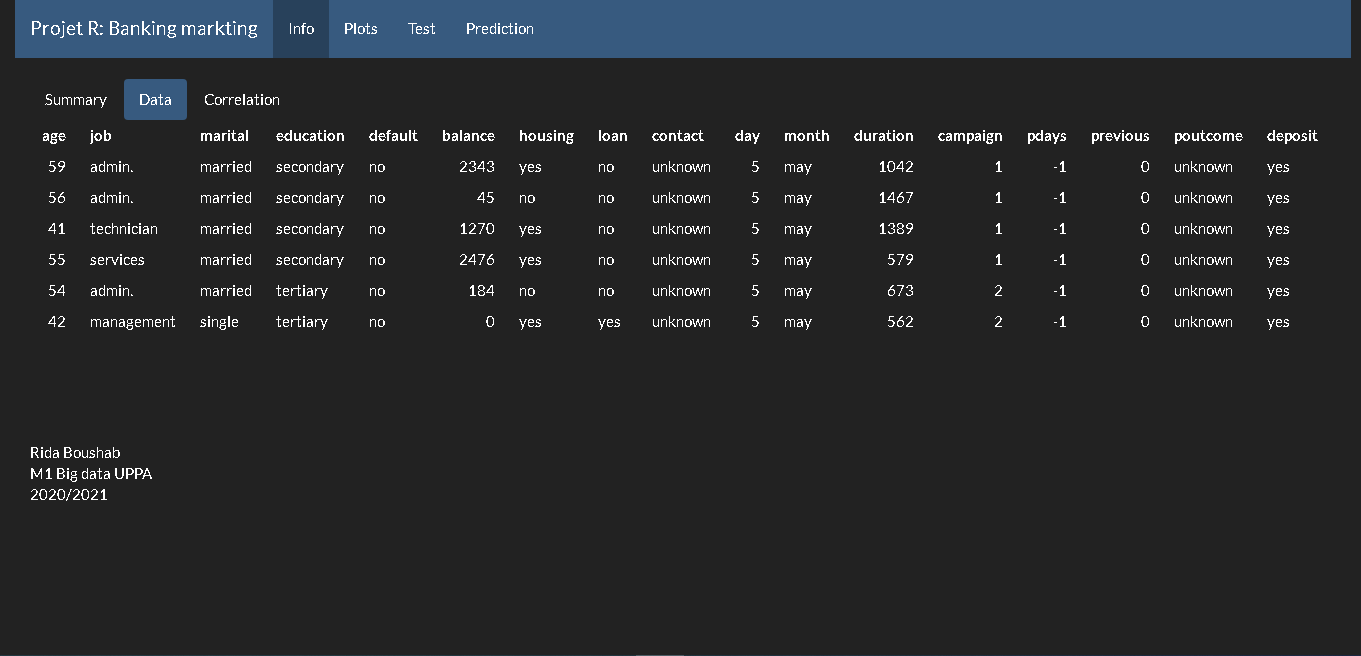 Projet R: Banking markting Info Plots Test Prediction
Summary Data Correlation
age job marital education default balance housing loan contact day month duration campaign pdays previous poutcome deposit
59 admin. married secondary no 2343 yes no unknown 5 may 1042 1 -1 0 unknown yes
56 admin. married secondary no 45 no no unknown 5 may 1467 1 -1 0 unknown yes
41 technician married secondary no 1270 yes no unknown 5 may 1389 1 -1 0 unknown yes
55 services married secondary no 2476 yes no unknown 5 may 579 1 -1 0 unknown yes
54 admin. married tertiary no 184 no no unknown 5 may 673 2 -1 0 unknown yes
42 management single tertiary no 0 yes yes unknown 5 may 562 2 -1 0 unknown yes
Rida Boushab
M1 Big data UPPA
2020/2021